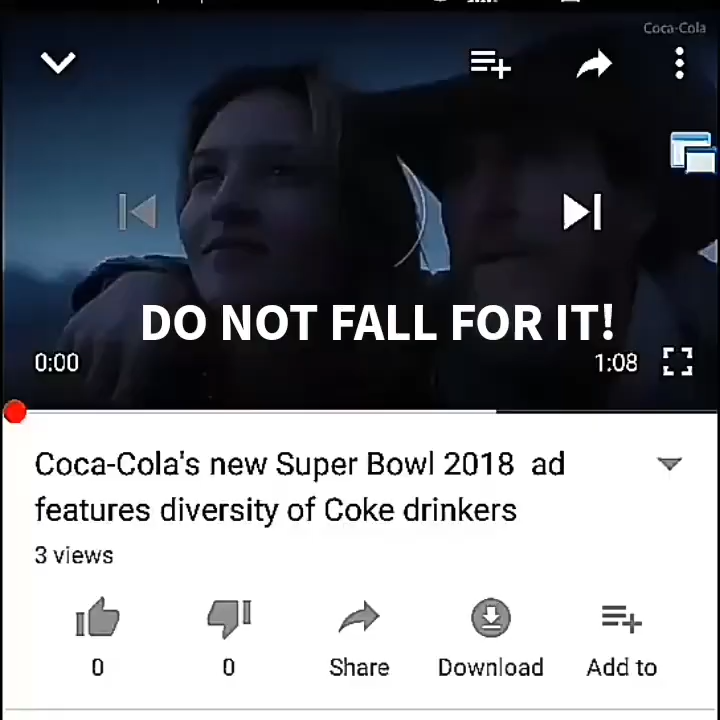 Coca-Cola
DO NOT FALL FOR IT!
0:00
1:08
Coca-Cola's new Super Bowl 2018 ad
features diversity of Coke drinkers
3 views
0
0
Share
Download
Add to